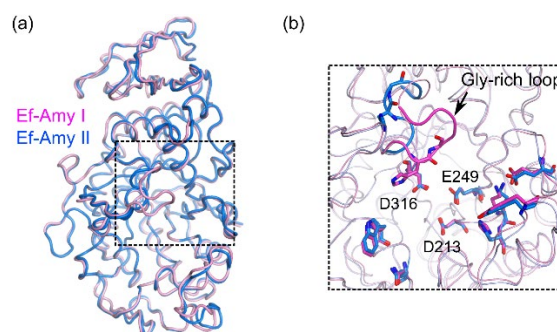 (a)
Ef-Amy I
Ef-Amy II
(b)
Gly-rich loop
E249
D316
D213